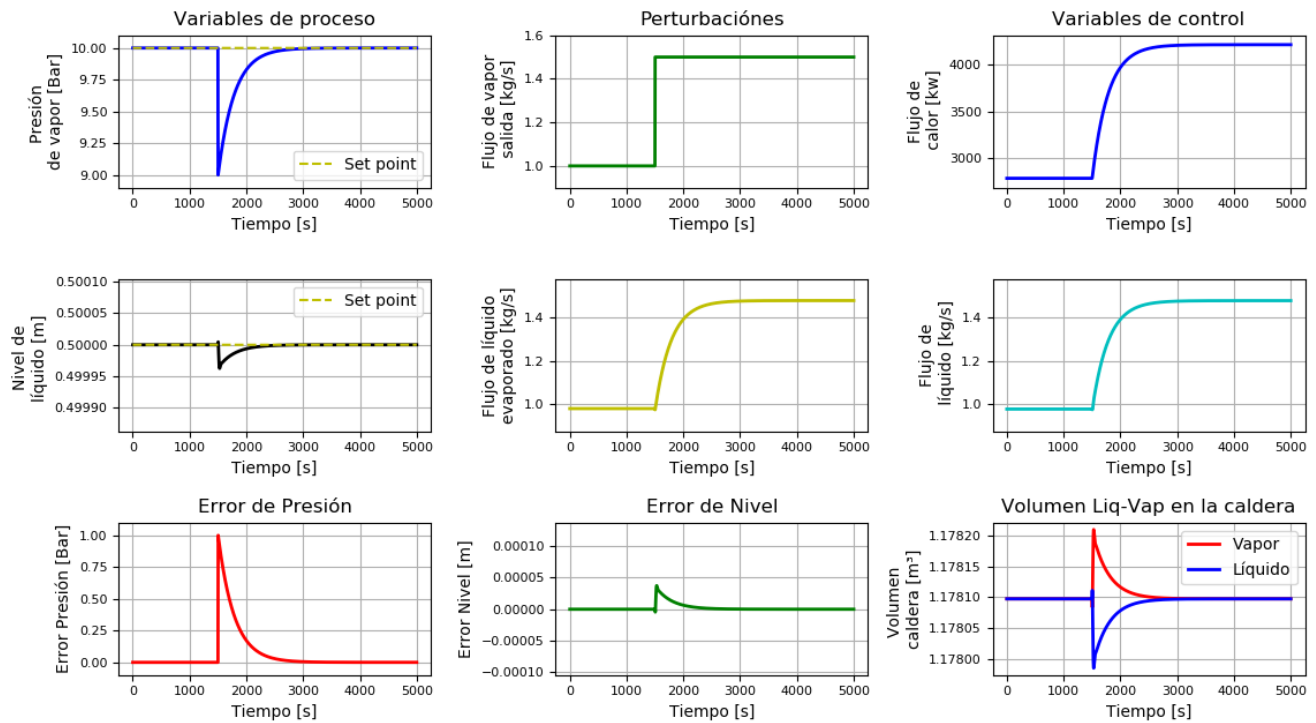 Variables de proceso
Presión
de vapor [Bar]
10.00
9.75
9.50
9.25
9.00
Set point
0 1000 2000 3000 4000 5000
Tiempo [s]
Perturbaciónes
Flujo de vapor
salida [kg/s]
1.6
1.4
1.2
1.0
0 1000 2000 3000 4000 5000
Tiempo [s]
Variables de control
Flujo de
calor [kw]
4000
3500
3000
0 1000 2000 3000 4000 5000
Tiempo [s]
Nivel de
líquido [m]
0.50010
0.50005
0.50000
0.49995
0.49990
Set point
0 1000 2000 3000 4000 5000
Tiempo [s]
Flujo de líquido
evaporado [kg/s]
1.4
1.2
1.0
0 1000 2000 3000 4000 5000
Tiempo [s]
Flujo de
líquido [kg/s]
1.4
1.2
1.0
0 1000 2000 3000 4000 5000
Tiempo [s]
Error de Presión
Error Presión [Bar]
1.00
0.75
0.50
0.25
0.00
0 1000 2000 3000 4000 5000
Tiempo [s]
Error de Nivel
Error Nivel [m]
0.00010
0.00005
0.00000
−0.00005
−0.00010
0 1000 2000 3000 4000 5000
Tiempo [s]
Volumen Liq-Vap en la caldera
Volumen
caldera [m³]
1.17820
1.17815
1.17810
1.17805
1.17800
Vapor
Líquido
0 1000 2000 3000 4000 5000
Tiempo [s]